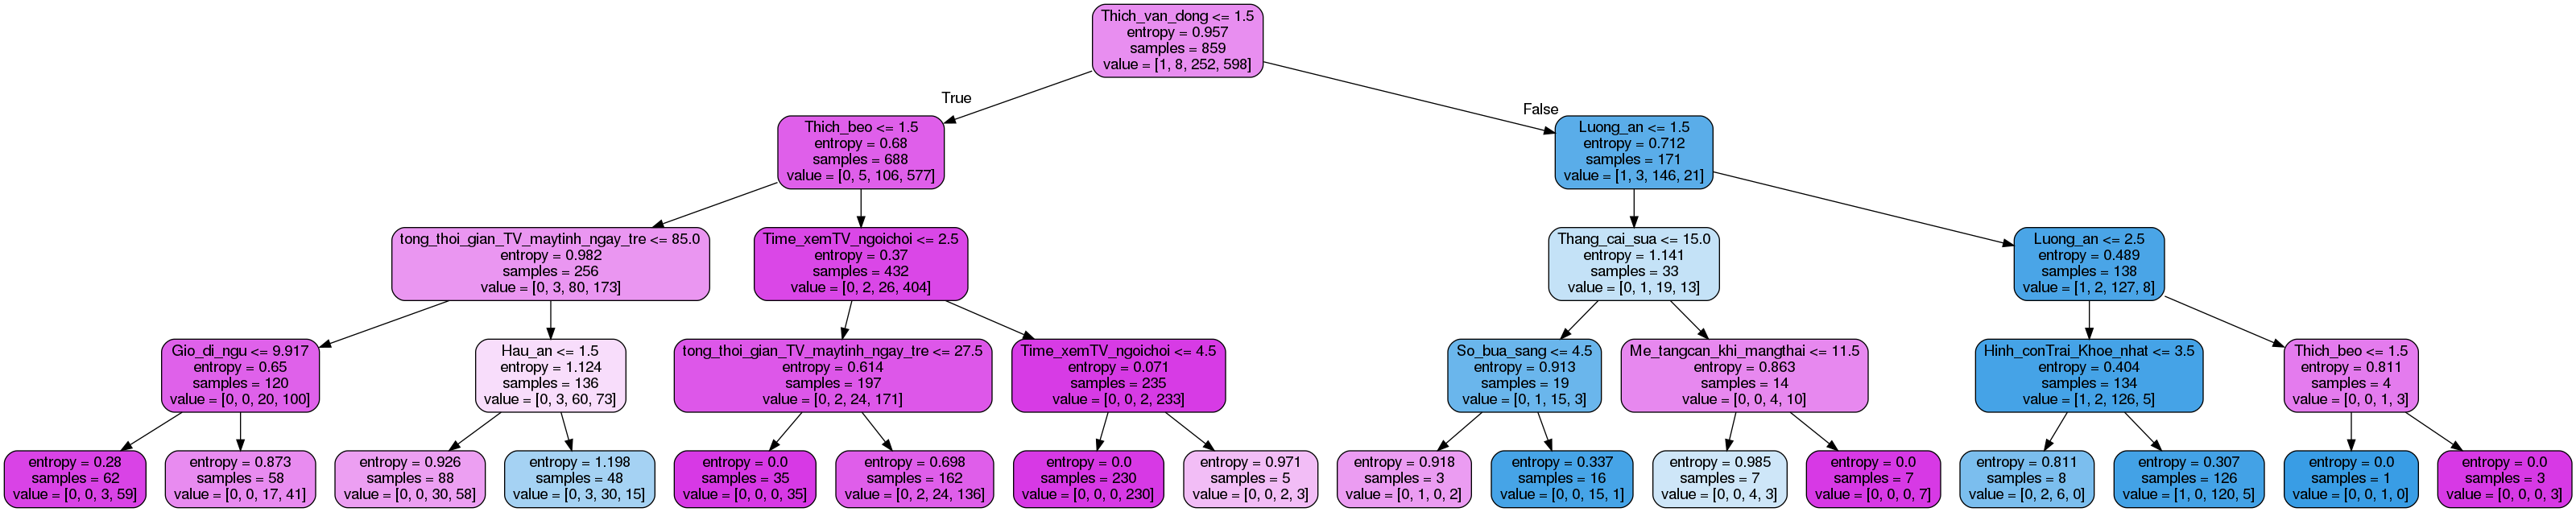 Thich_van_dong <= 1.5
entropy = 0.957
samples = 859
value = [1, 8, 252, 598]
True
False
Thich_beo <= 1.5
entropy = 0.68
samples = 688
value = [0, 5, 106, 577]
Luong_an <= 1.5
entropy = 0.712
samples = 171
value = [1, 3, 146, 21]
tong_thoi_gian_TV_maytinh_ngay_tre <= 85.0
entropy = 0.982
samples = 256
value = [0, 3, 80, 173]
Time_xemTV_ngoichoi <= 2.5
entropy = 0.37
samples = 432
value = [0, 2, 26, 404]
Thang_cai_sua <= 15.0
entropy = 1.141
samples = 33
value = [0, 1, 19, 13]
Luong_an <= 2.5
entropy = 0.489
samples = 138
value = [1, 2, 127, 8]
Gio_di_ngu <= 9.917
entropy = 0.65
samples = 120
value = [0, 0, 20, 100]
Hau_an <= 1.5
entropy = 1.124
samples = 136
value = [0, 3, 60, 73]
tong_thoi_gian_TV_maytinh_ngay_tre <= 27.5
entropy = 0.614
samples = 197
value = [0, 2, 24, 171]
Time_xemTV_ngoichoi <= 4.5
entropy = 0.071
samples = 235
value = [0, 0, 2, 233]
So_bua_sang <= 4.5
entropy = 0.913
samples = 19
value = [0, 1, 15, 3]
Me_tangcan_khi_mangthai <= 11.5
entropy = 0.863
samples = 14
value = [0, 0, 4, 10]
Hinh_conTrai_Khoe_nhat <= 3.5
entropy = 0.404
samples = 134
value = [1, 2, 126, 5]
Thich_beo <= 1.5
entropy = 0.811
samples = 4
value = [0, 0, 1, 3]
entropy = 0.28
samples = 62
value = [0, 0, 3, 59]
entropy = 0.873
samples = 58
value = [0, 0, 17, 41]
entropy = 0.926
samples = 88
value = [0, 0, 30, 58]
entropy = 1.198
samples = 48
value = [0, 3, 30, 15]
entropy = 0.0
samples = 35
value = [0, 0, 0, 35]
entropy = 0.698
samples = 162
value = [0, 2, 24, 136]
entropy = 0.0
samples = 230
value = [0, 0, 0, 230]
entropy = 0.971
samples = 5
value = [0, 0, 2, 3]
entropy = 0.918
samples = 3
value = [0, 1, 0, 2]
entropy = 0.337
samples = 16
value = [0, 0, 15, 1]
entropy = 0.985
samples = 7
value = [0, 0, 4, 3]
entropy = 0.0
samples = 7
value = [0, 0, 0, 7]
entropy = 0.811
samples = 8
value = [0, 2, 6, 0]
entropy = 0.307
samples = 126
value = [1, 0, 120, 5]
entropy = 0.0
samples = 1
value = [0, 0, 1, 0]
entropy = 0.0
samples = 3
value = [0, 0, 0, 3]